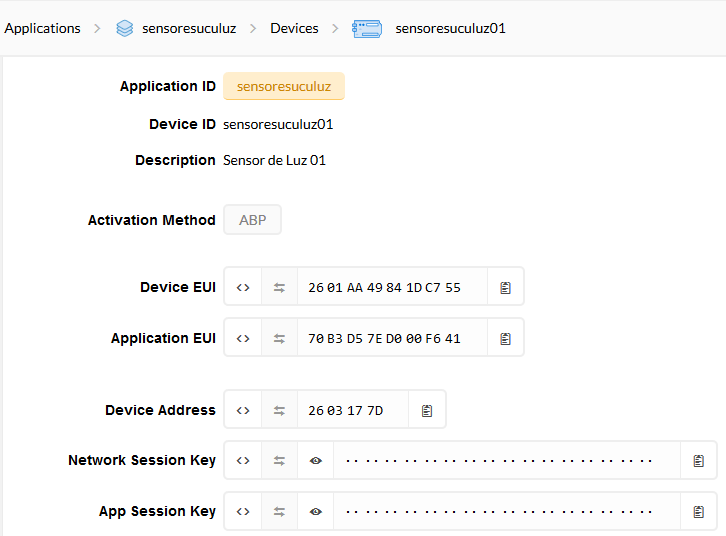 Applications > sensoresuculuz > Devices > sensoresuculuz01
Application ID sensoresuculuz
Device ID sensoresuculuz01
Description Sensor de Luz 01
Activation Method ABP
Device EUI <> 26 01 AA 49 84 1D C7 55
Application EUI <> 70 B3 D5 7E D0 00 F6 41
Device Address <> 26 03 17 7D
Network Session Key <> ·· ·· ·· ·· ·· ·· ·· ·· ·· ·· ·· ·· ·· ·· ·· ··
App Session Key <> ·· ·· ·· ·· ·· ·· ·· ·· ·· ·· ·· ·· ·· ·· ·· ··